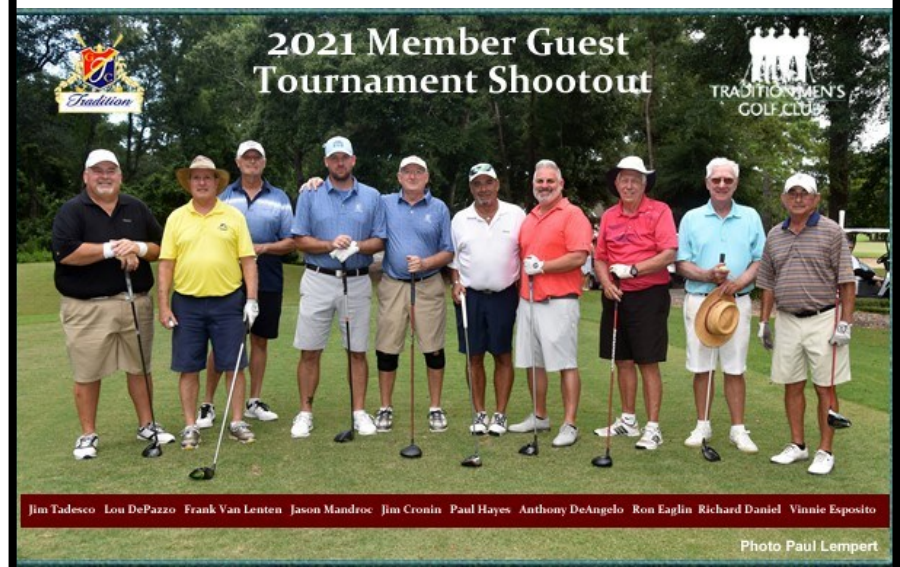 2021 Member Guest
Tournament Shootout
Tradition
TRADITION MEN'S
GOLF CLUB
Jim Tadesco Lou DePazzo Frank Van Lenten Jason Mandroc Jim Cronin Paul Hayes Anthony DeAngelo Ron Eaglin Richard Daniel Vinnie Esposito
Photo Paul Lempert